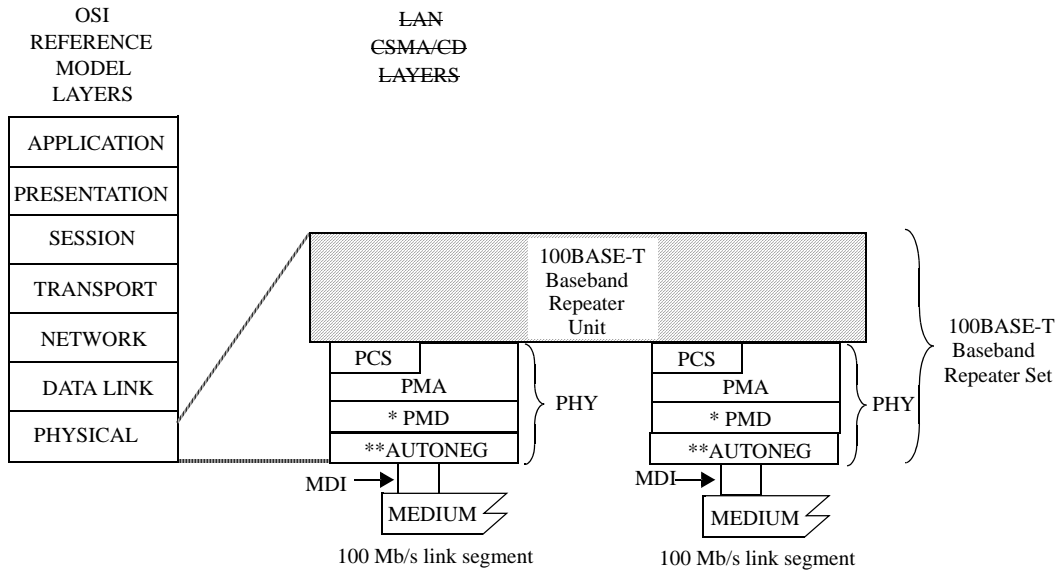 OSI
REFERENCE
MODEL
LAYERS
LAN
CSMA/CD
LAYERS
APPLICATION
PRESENTATION
SESSION
TRANSPORT
NETWORK
DATA LINK
PHYSICAL
100BASE-T
Baseband
Repeater
Unit
PCS
PMA
* PMD
**AUTONEG
PHY
MDI
MEDIUM
100 Mb/s link segment
PCS
PMA
* PMD
**AUTONEG
PHY
MDI
MEDIUM
100 Mb/s link segment
100BASE-T
Baseband
Repeater Set